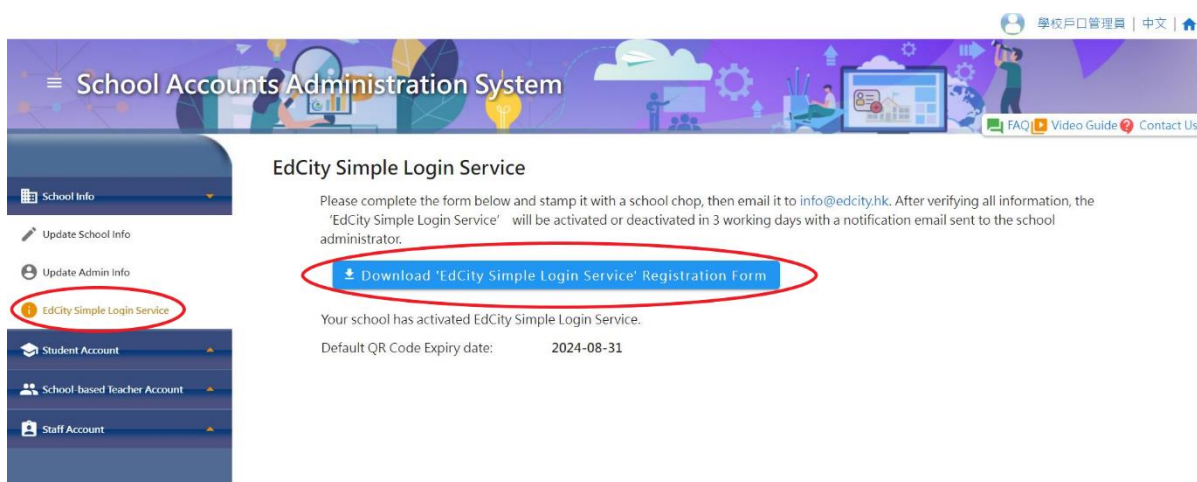 學校戶口管理員 | 中文 |
School Accounts Administration System
FAQ Video Guide Contact Us
School Info
Update School Info
Update Admin Info
EdCity Simple Login Service
Student Account
School-based Teacher Account
Staff Account
EdCity Simple Login Service
Please complete the form below and stamp it with a school chop, then email it to info@edcity.hk. After verifying all information, the
‘EdCity Simple Login Service’ will be activated or deactivated in 3 working days with a notification email sent to the school
administrator.
Download 'EdCity Simple Login Service' Registration Form
Your school has activated EdCity Simple Login Service.
Default QR Code Expiry date: 2024-08-31